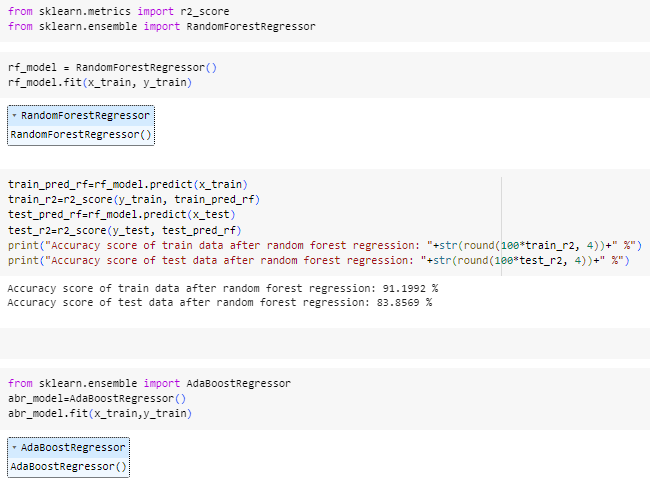 from sklearn.metrics import r2_score
from sklearn.ensemble import RandomForestRegressor
rf_model = RandomForestRegressor()
rf_model.fit(x_train, y_train)
RandomForestRegressor
RandomForestRegressor()
train_pred_rf=rf_model.predict(x_train)
train_r2=r2_score(y_train, train_pred_rf)
test_pred_rf=rf_model.predict(x_test)
test_r2=r2_score(y_test, test_pred_rf)
print("Accuracy score of train data after random forest regression: "+str(round(100*train_r2, 4))+" %")
print("Accuracy score of test data after random forest regression: "+str(round(100*test_r2, 4))+" %")
Accuracy score of train data after random forest regression: 91.1992 %
Accuracy score of test data after random forest regression: 83.8569 %
from sklearn.ensemble import AdaBoostRegressor
abr_model=AdaBoostRegressor()
abr_model.fit(x_train,y_train)
AdaBoostRegressor
AdaBoostRegressor()